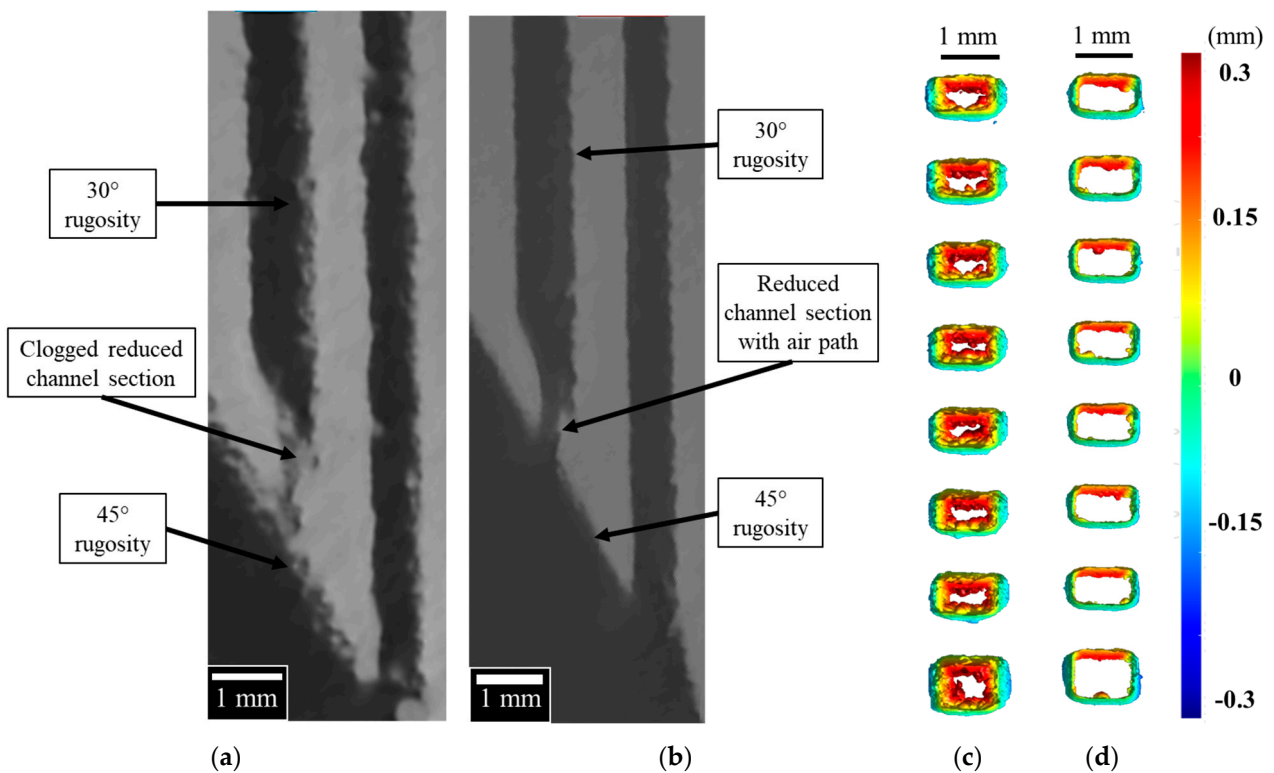 30°
rugosity
Clogged reduced
channel section
45°
rugosity
1 mm
1 mm
30°
rugosity
Reduced
channel section
with air path
45°
rugosity
1 mm
1 mm
(mm)
0.3
0.15
0
-0.15
-0.3
(a)
(b)
(c)
(d)